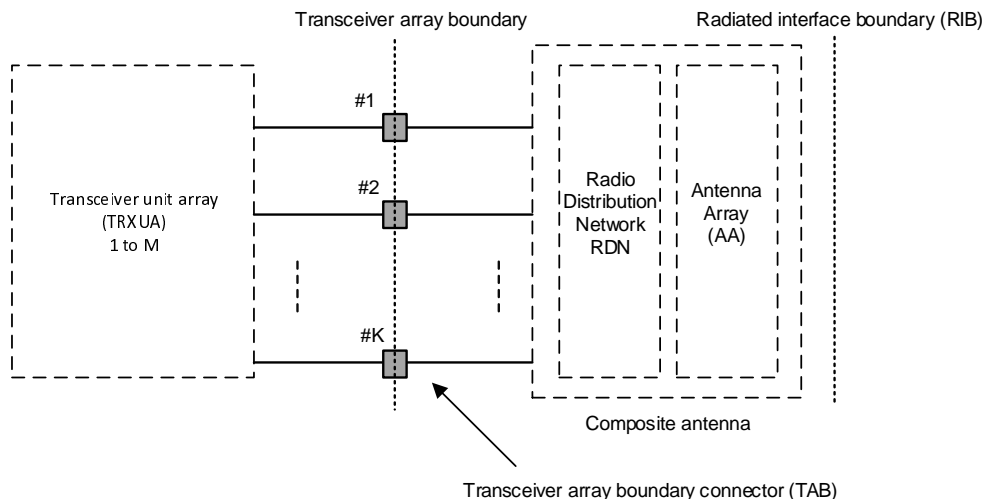 Transceiver array boundary
Radiated interface boundary (RIB)
#1
#2
#K
Transceiver unit array
(TRXUA)
1 to M
Radio
Distribution
Network
RDN
Antenna
Array
(AA)
Composite antenna
Transceiver array boundary connector (TAB)